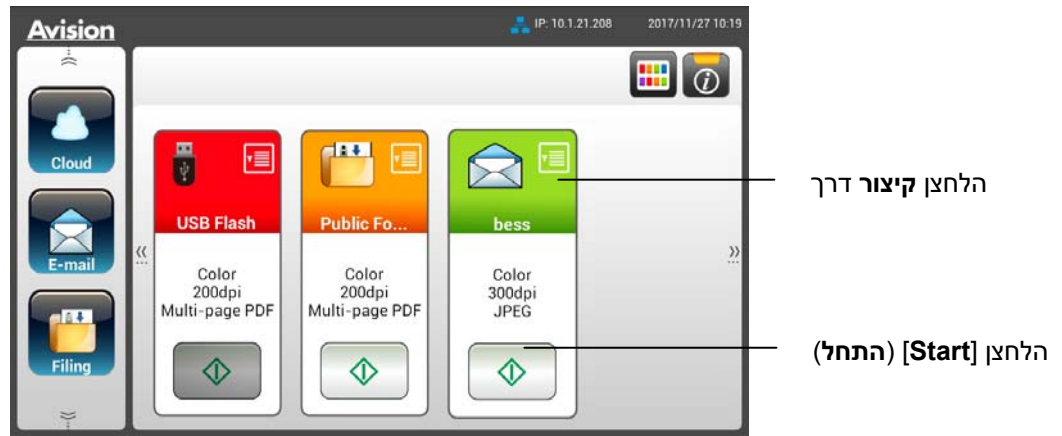 Avision
IP: 10.1.21.208
2017/11/27 10:19
Cloud
E-mail
Filing
USB Flash
Color
200dpi
Multi-page PDF
Public Fo...
Color
200dpi
Multi-page PDF
bess
Color
300dpi
JPEG
הלחצן קיצור דרך
הלחצן [Start] (התחל)